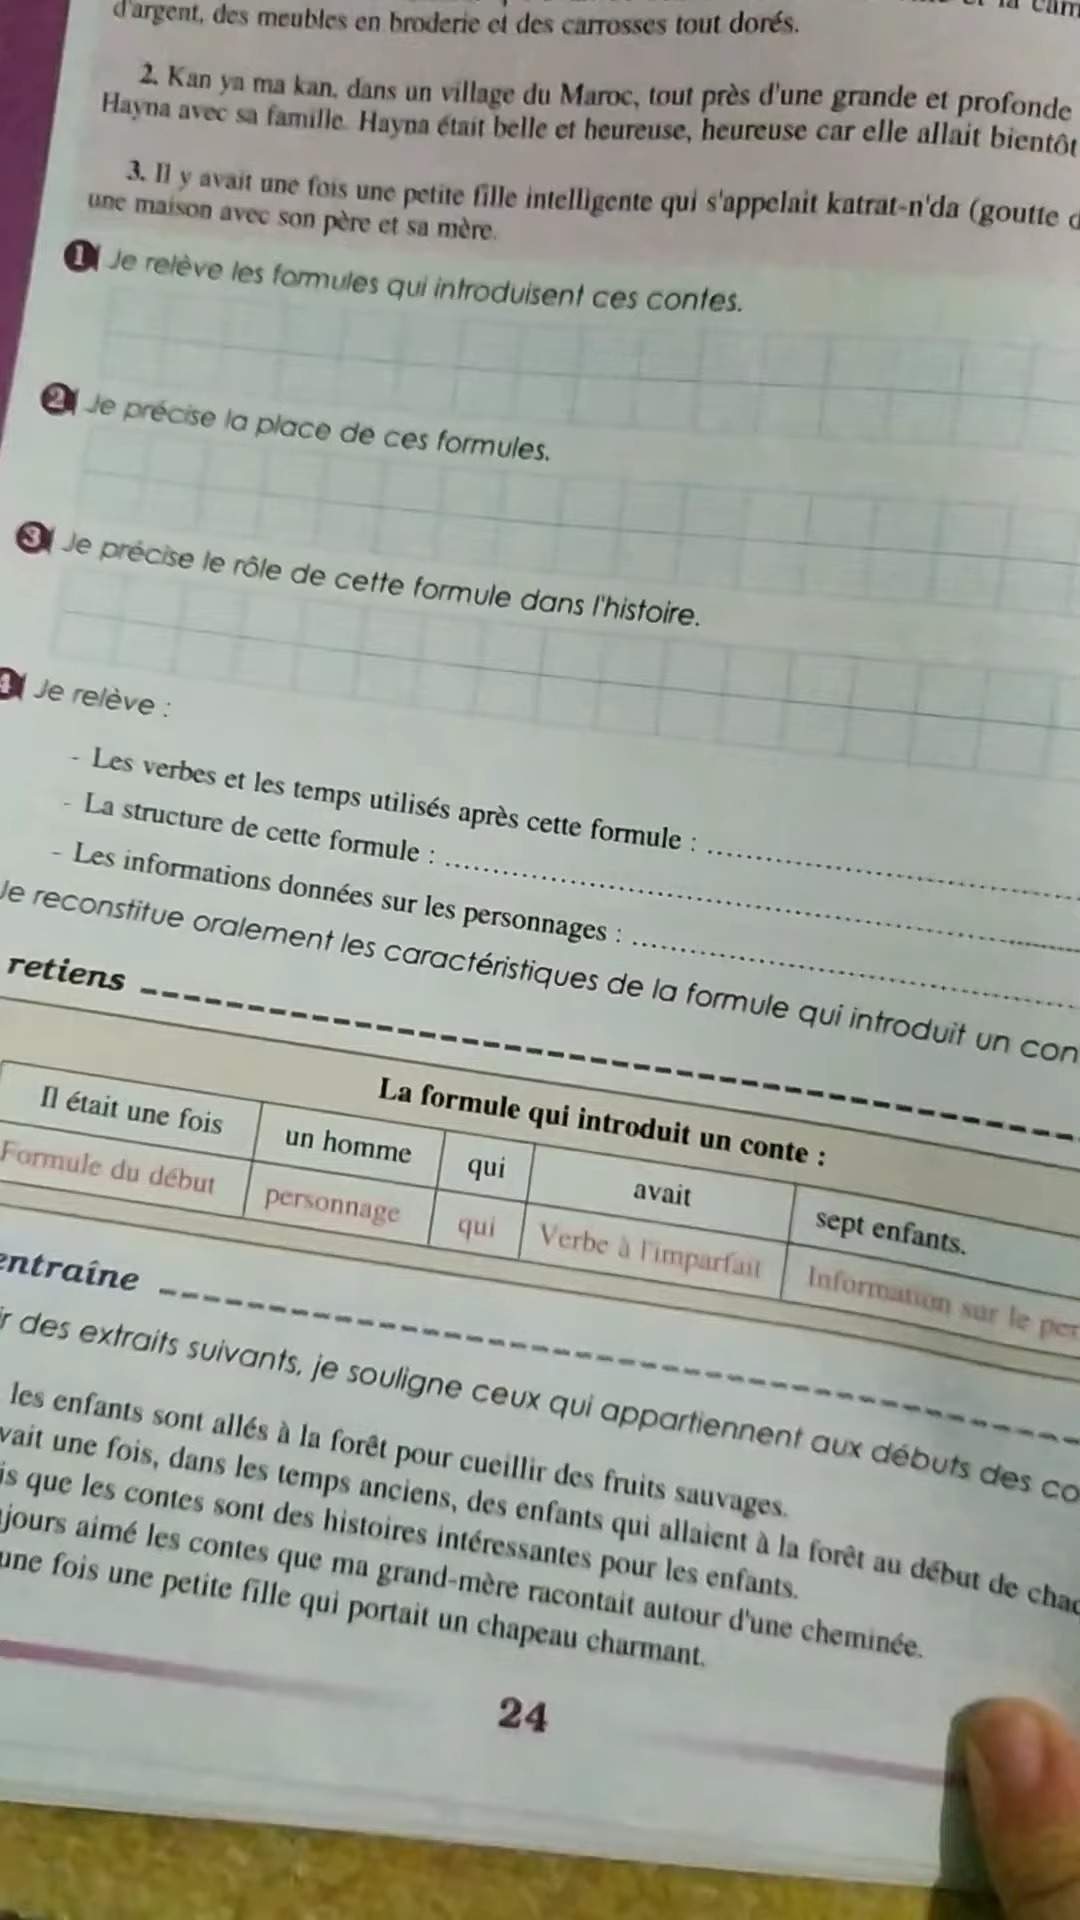 d'argent, des meubles en broderie et des carrosses tout dorés.
2. Kan ya ma kan, dans un village du Maroc, tout près d'une grande et profonde
Hayna avec sa famille. Hayna était belle et heureuse, heureuse car elle allait bientôt
3. Il y avait une fois une petite fille intelligente qui s'appelait katrat-n'da (goutte
une maison avec son père et sa mère.
1 Je relève les formules qui introduisent ces contes.
2 Je précise la place de ces formules.
3 Je précise le rôle de cette formule dans l'histoire.
4 Je relève :
- Les verbes et les temps utilisés après cette formule :
- La structure de cette formule :
- Les informations données sur les personnages :
Je reconstitue oralement les caractéristiques de la formule qui introduit un con
retiens
La formule qui introduit un conte :
Il était une fois un homme qui avait sept enfants.
Formule du début personnage qui Verbe à l'imparfait Information sur le per
entraîne
ir des extraits suivants, je souligne ceux qui appartiennent aux débuts des co
les enfants sont allés à la forêt pour cueillir des fruits sauvages.
vait une fois, dans les temps anciens, des enfants qui allaient à la forêt au début de chac
is que les contes sont des histoires intéressantes pour les enfants.
jours aimé les contes que ma grand-mère racontait autour d'une cheminée.
une fois une petite fille qui portait un chapeau charmant.
24